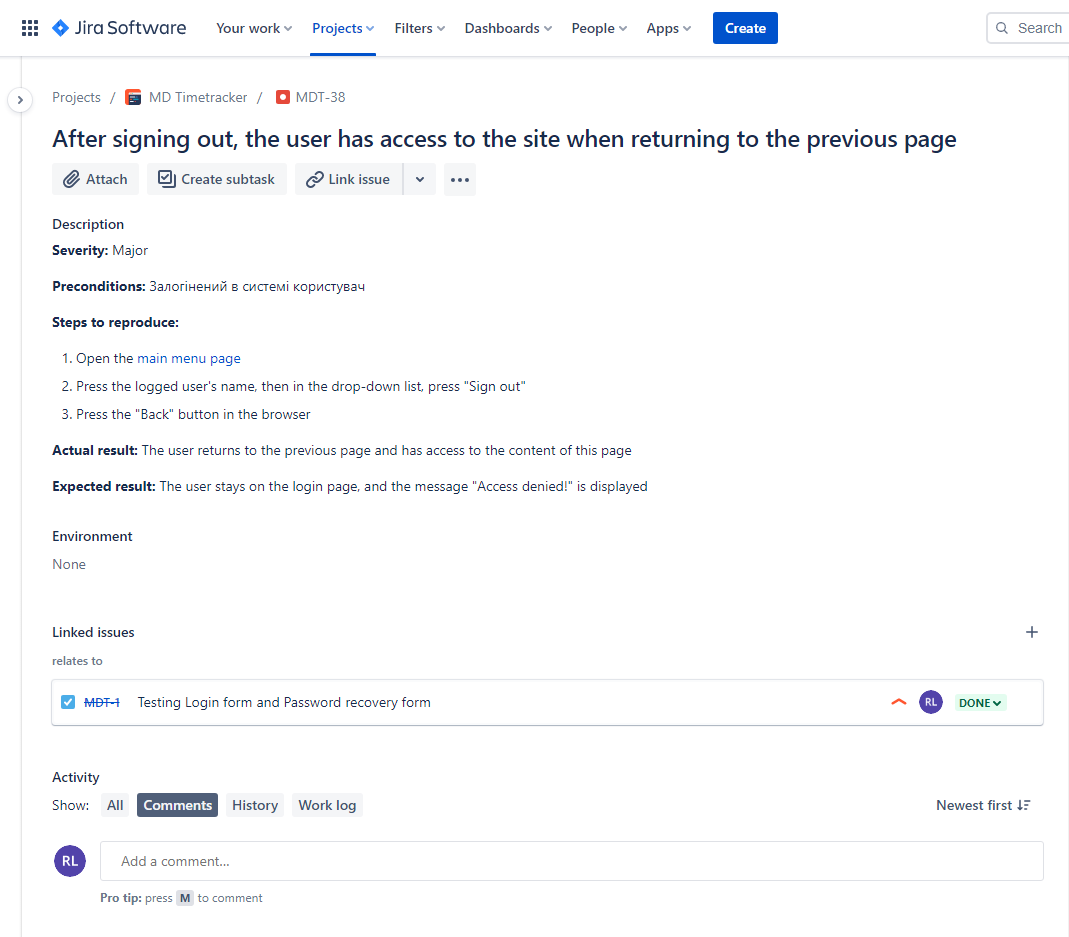 Jira Software Your work Projects Filters Dashboards People Apps Create Search
Projects / MD Timetracker / MDT-38
After signing out, the user has access to the site when returning to the previous page
Attach Create subtask Link issue
Description
Severity: Major
Preconditions: Залогінений в системі користувач
Steps to reproduce:
1. Open the main menu page
2. Press the logged user's name, then in the drop-down list, press "Sign out"
3. Press the "Back" button in the browser
Actual result: The user returns to the previous page and has access to the content of this page
Expected result: The user stays on the login page, and the message "Access denied!" is displayed
Environment
None
Linked issues
relates to
MDT-1 Testing Login form and Password recovery form RL DONE
Activity
Show: All Comments History Work log Newest first
RL Add a comment...
Pro tip: press M to comment